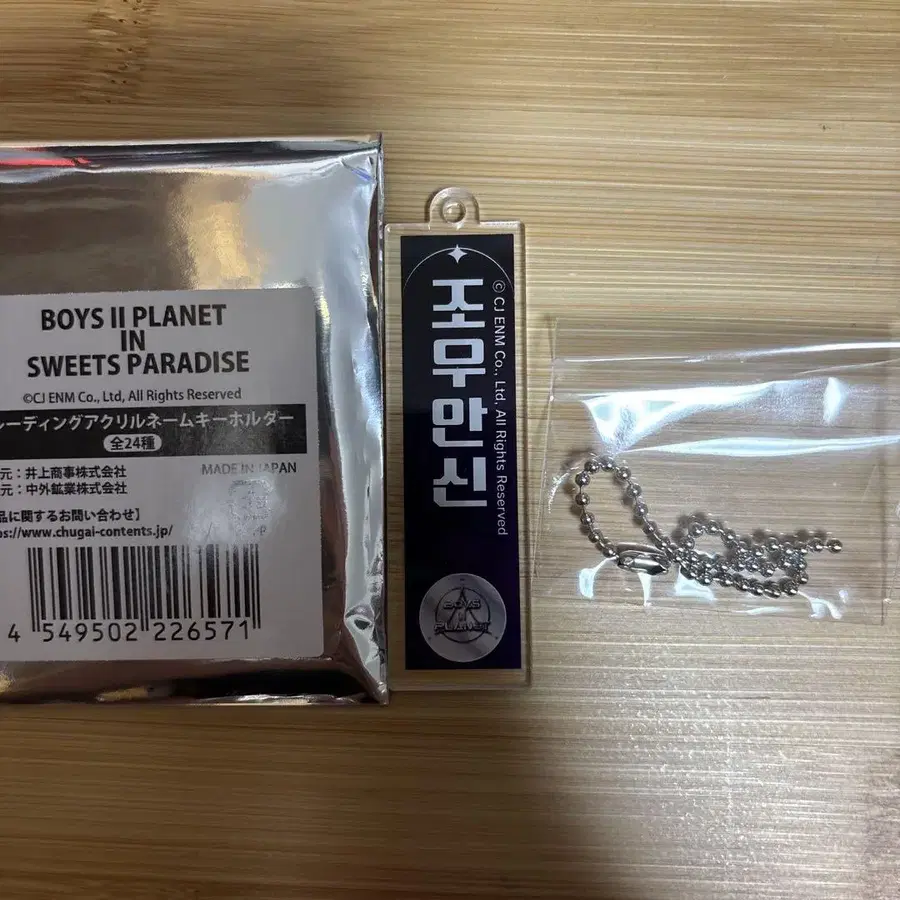 BOYS II PLANET
IN
SWEETS PARADISE
©CJ ENM Co., Ltd, All Rights Reserved
レーディングアクリルネームキーホルダー
全24種
元：井上商事株式会社
MADE IN JAPAN
元：中外鉱業株式会社
品に関するお問い合わせ】
ps://www.chugai-contents.jp/
4 549502 226571
조우안신
© CJ ENM Co., Ltd, All Rights Reserved
BOYS II PLANET